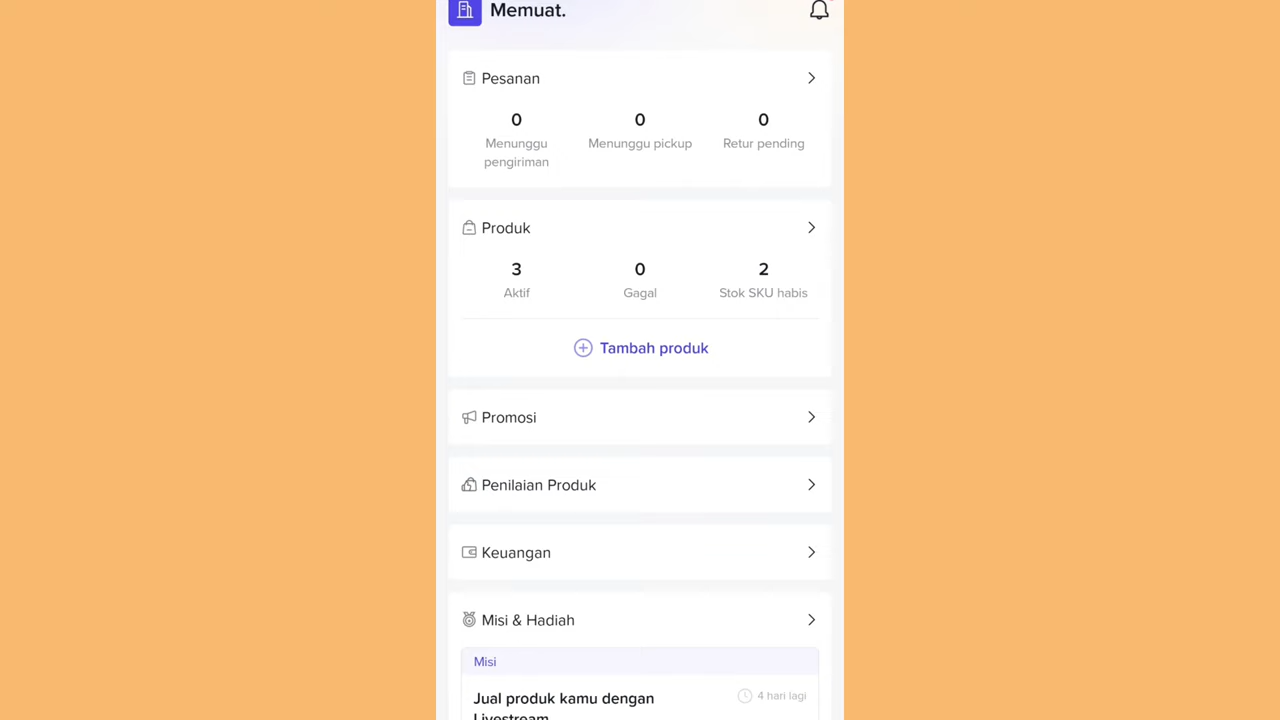 Memuat.
Pesanan
0
0
0
Menunggu pengiriman
Menunggu pickup
Retur pending
Produk
3
0
2
Aktif
Gagal
Stok SKU habis
Tambah produk
Promosi
Penilaian Produk
Keuangan
Misi & Hadiah
Misi
Jual produk kamu dengan
4 hari lagi
Livestream